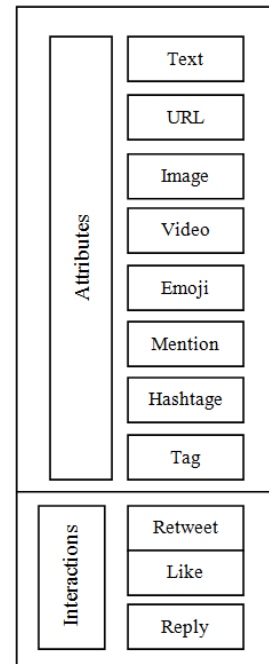 Attributes
Text
URL
Image
Video
Emoji
Mention
Hashtage
Tag
Interactions
Retweet
Like
Reply